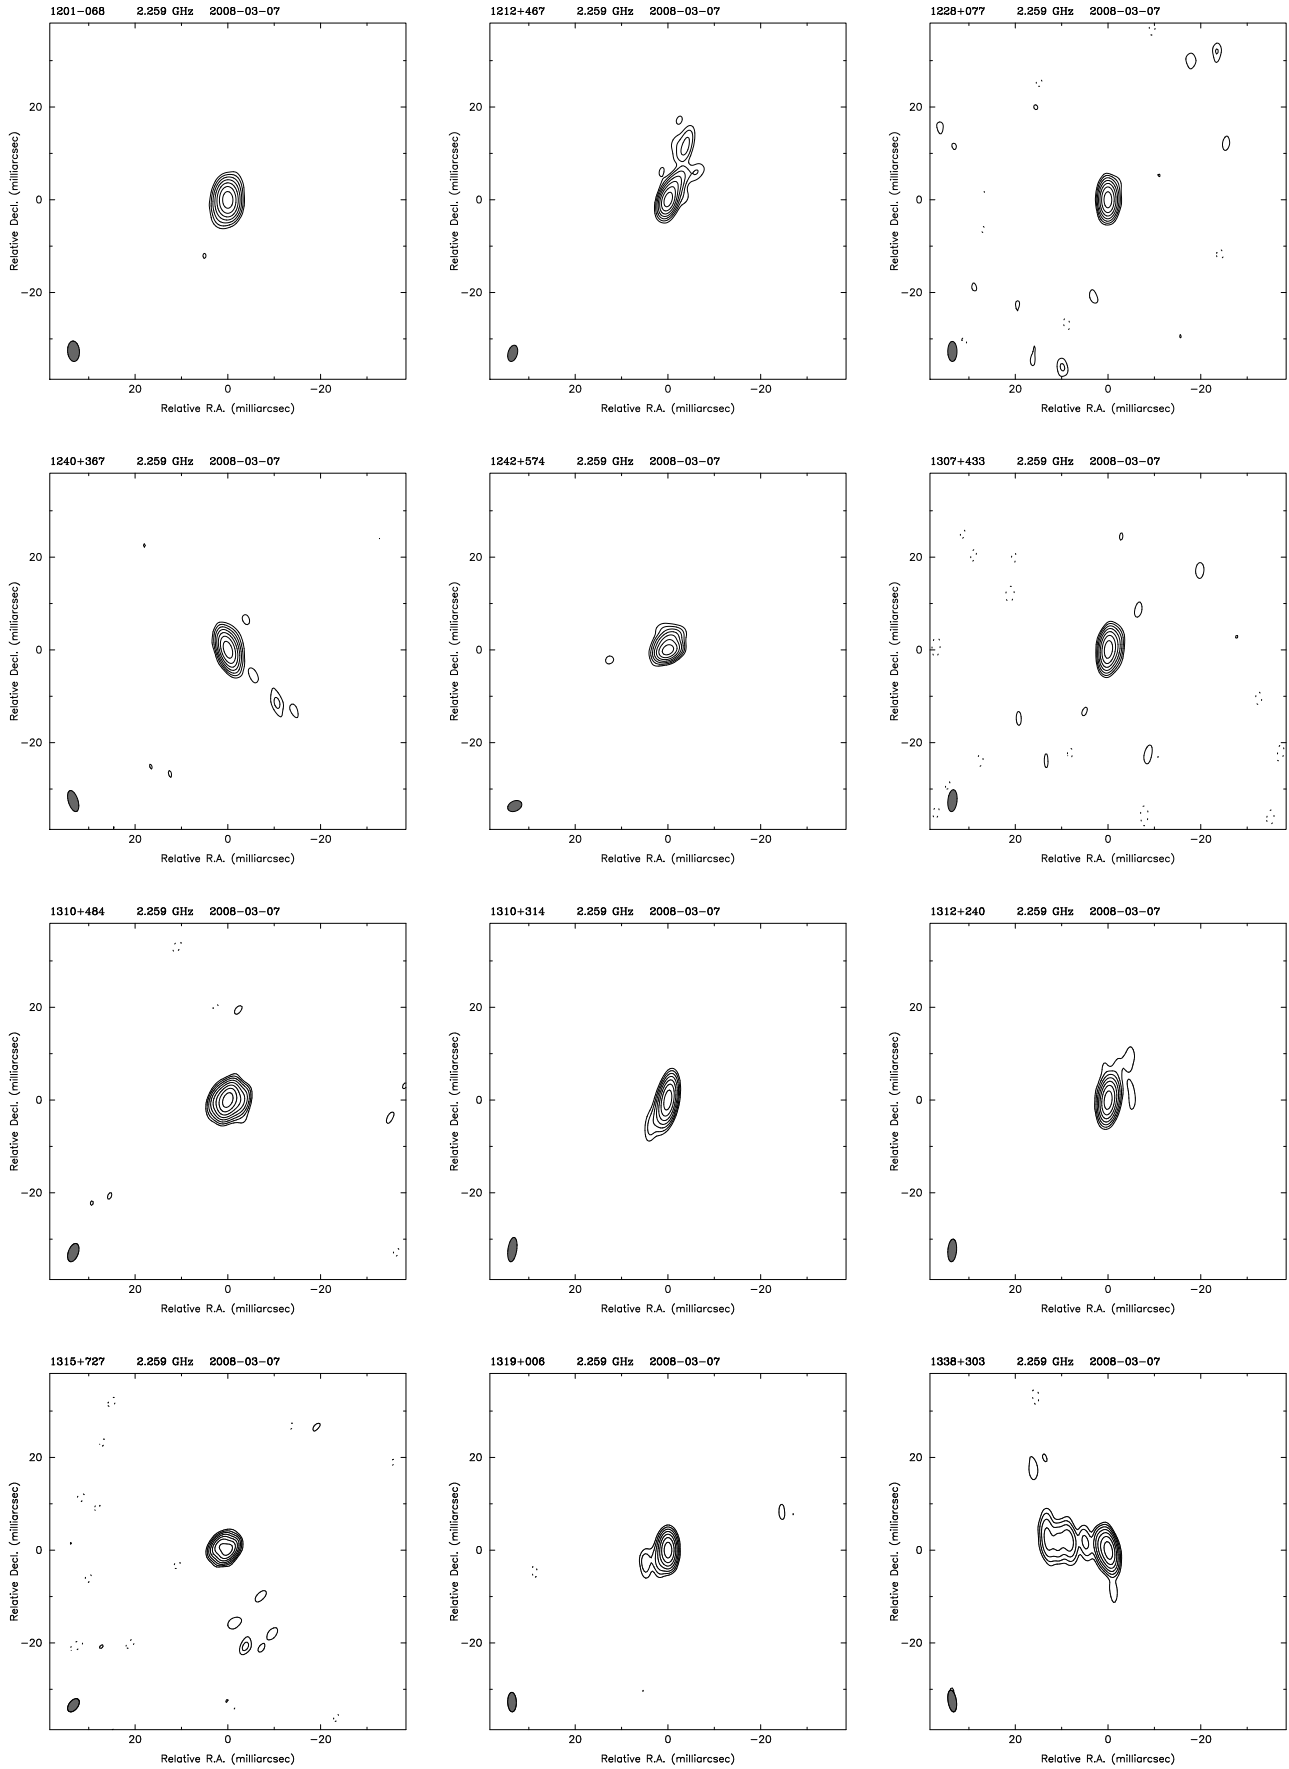 1201−068 2.259 GHz 2008−03−07
1212+467 2.259 GHz 2008−03−07
1228+077 2.259 GHz 2008−03−07
Relative Decl. (milliarcsec)
20
0
−20
Relative Decl. (milliarcsec)
20
0
−20
Relative Decl. (milliarcsec)
20
0
−20
20 0 −20
20 0 −20
20 0 −20
Relative R.A. (milliarcsec)
Relative R.A. (milliarcsec)
Relative R.A. (milliarcsec)
1240+367 2.259 GHz 2008−03−07
1242+574 2.259 GHz 2008−03−07
1307+433 2.259 GHz 2008−03−07
Relative Decl. (milliarcsec)
20
0
−20
Relative Decl. (milliarcsec)
20
0
−20
Relative Decl. (milliarcsec)
20
0
−20
20 0 −20
20 0 −20
20 0 −20
Relative R.A. (milliarcsec)
Relative R.A. (milliarcsec)
Relative R.A. (milliarcsec)
1310+484 2.259 GHz 2008−03−07
1310+314 2.259 GHz 2008−03−07
1312+240 2.259 GHz 2008−03−07
Relative Decl. (milliarcsec)
20
0
−20
Relative Decl. (milliarcsec)
20
0
−20
Relative Decl. (milliarcsec)
20
0
−20
20 0 −20
20 0 −20
20 0 −20
Relative R.A. (milliarcsec)
Relative R.A. (milliarcsec)
Relative R.A. (milliarcsec)
1315+727 2.259 GHz 2008−03−07
1319+006 2.259 GHz 2008−03−07
1338+303 2.259 GHz 2008−03−07
Relative Decl. (milliarcsec)
20
0
−20
Relative Decl. (milliarcsec)
20
0
−20
Relative Decl. (milliarcsec)
20
0
−20
20 0 −20
20 0 −20
20 0 −20
Relative R.A. (milliarcsec)
Relative R.A. (milliarcsec)
Relative R.A. (milliarcsec)